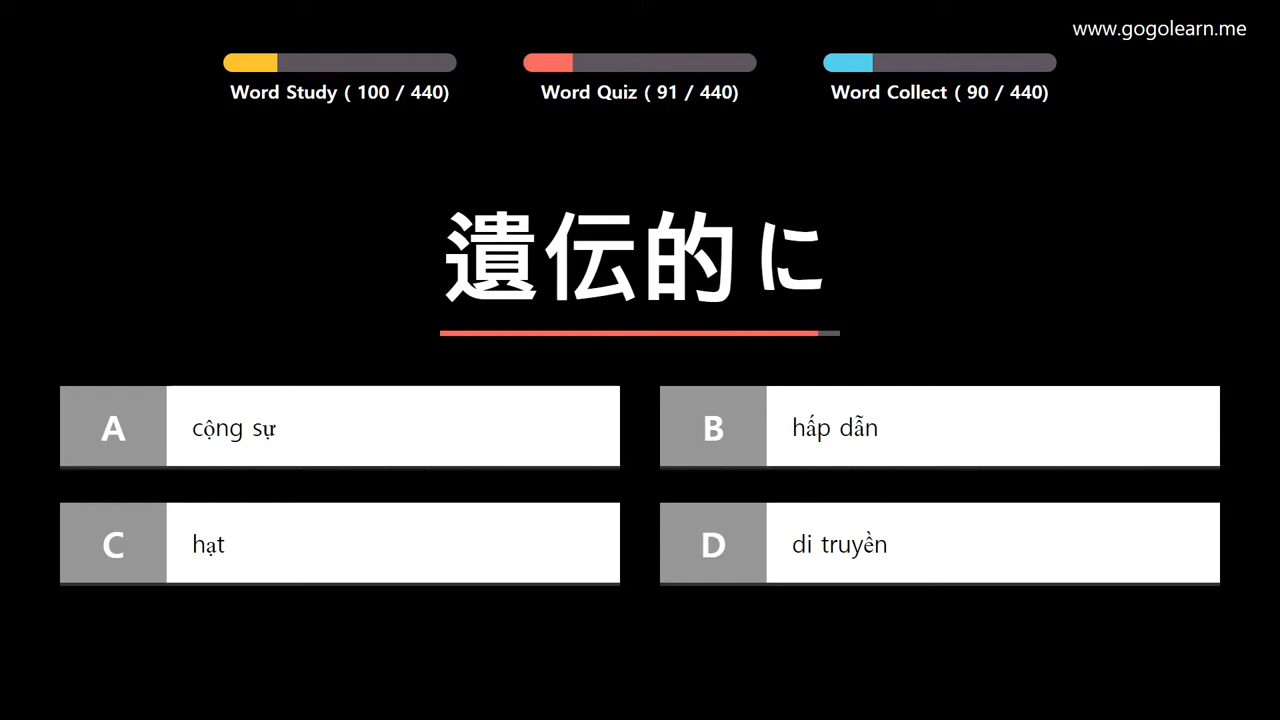 www.gogolearn.me
Word Study ( 100 / 440)
Word Quiz ( 91 / 440)
Word Collect ( 90 / 440)
遺伝的に
A cộng sự
B hấp dẫn
C hạt
D di truyền